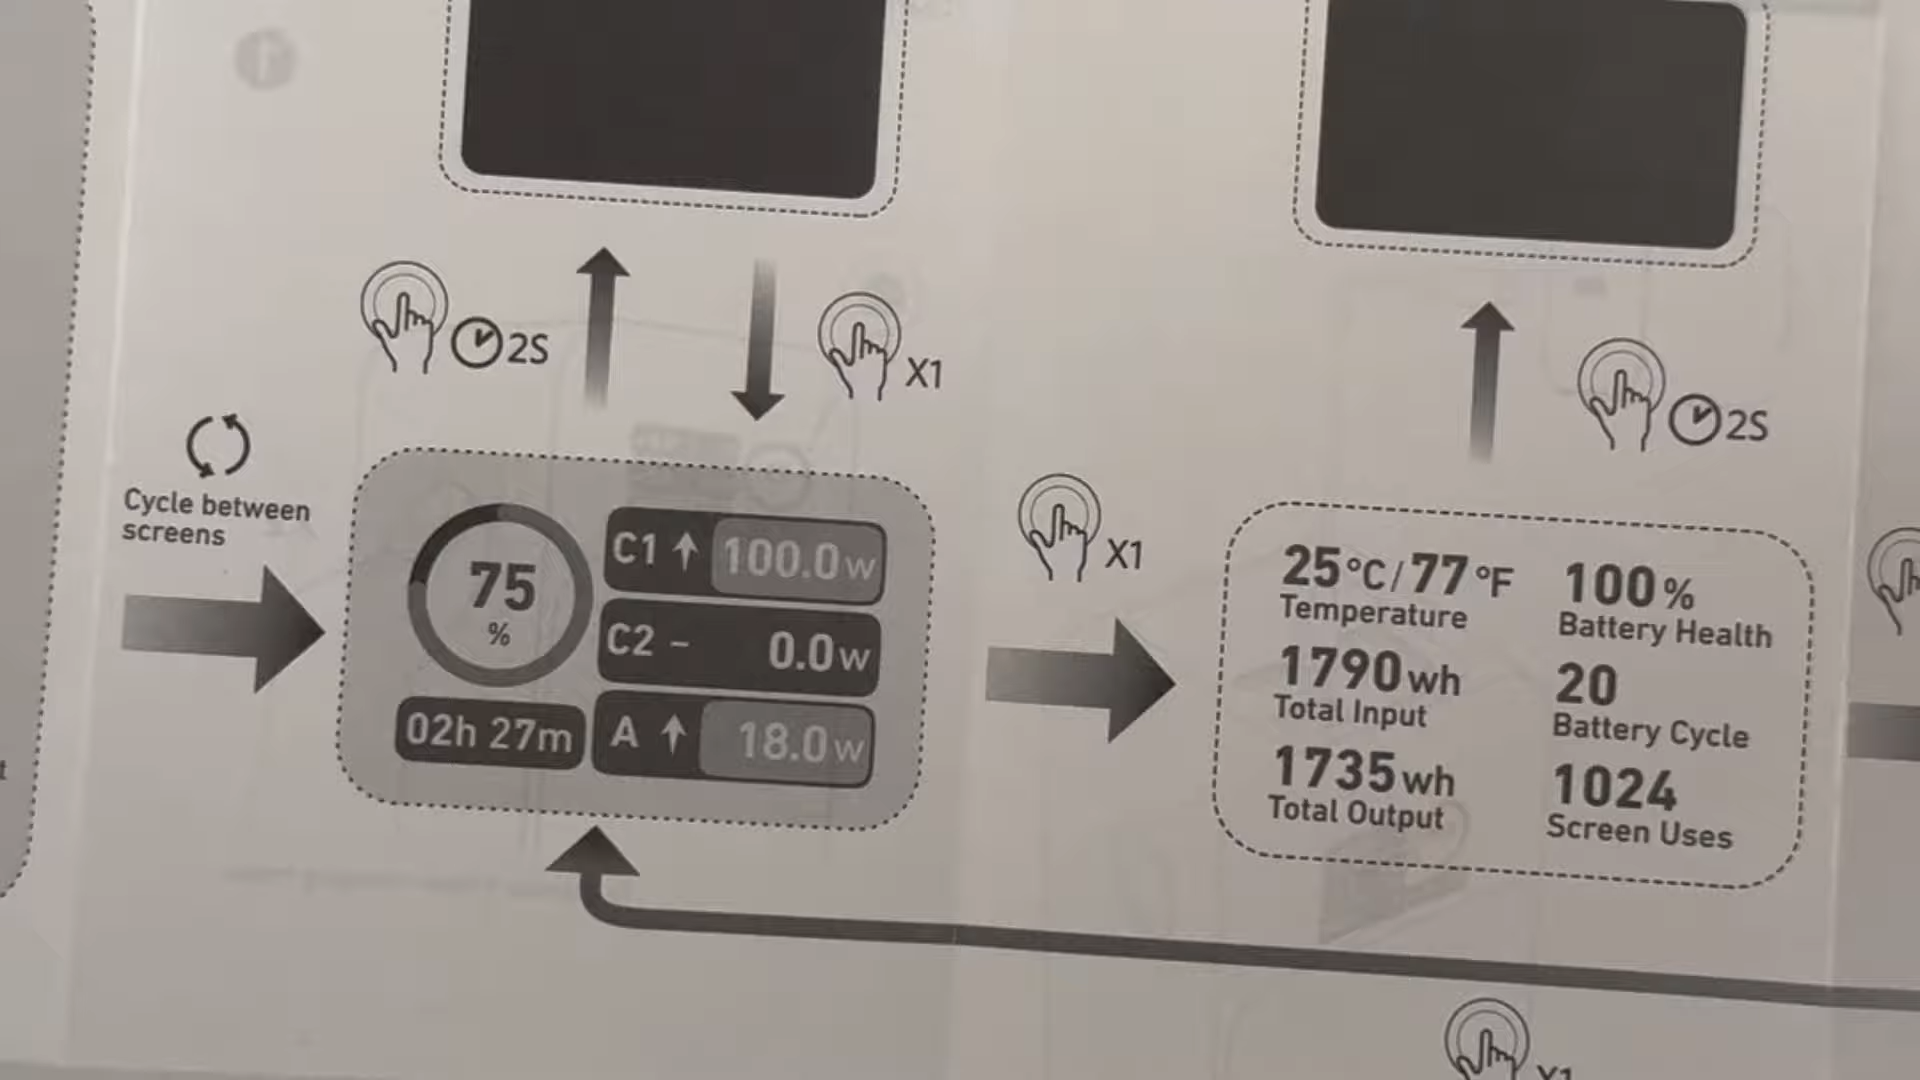 2S
X1
Cycle between
screens
75
%
02h 27m
C1 100.0w
C2 - 0.0w
A 18.0w
X1
2S
25°C/77°F
Temperature
1790wh
Total Input
1735wh
Total Output
100%
Battery Health
20
Battery Cycle
1024
Screen Uses
X1